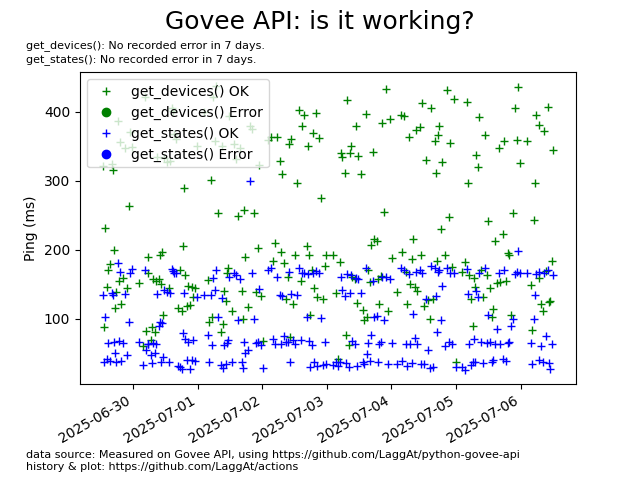 Govee API: is it working?
get_devices(): No recorded error in 7 days.
get_states(): No recorded error in 7 days.
get_devices() OK
get_devices() Error
get_states() OK
get_states() Error
Ping (ms)
400
300
200
100
2025-06-30
2025-07-01
2025-07-02
2025-07-03
2025-07-04
2025-07-05
2025-07-06
data source: Measured on Govee API, using https://github.com/LaggAt/python-govee-api
history & plot: https://github.com/LaggAt/actions